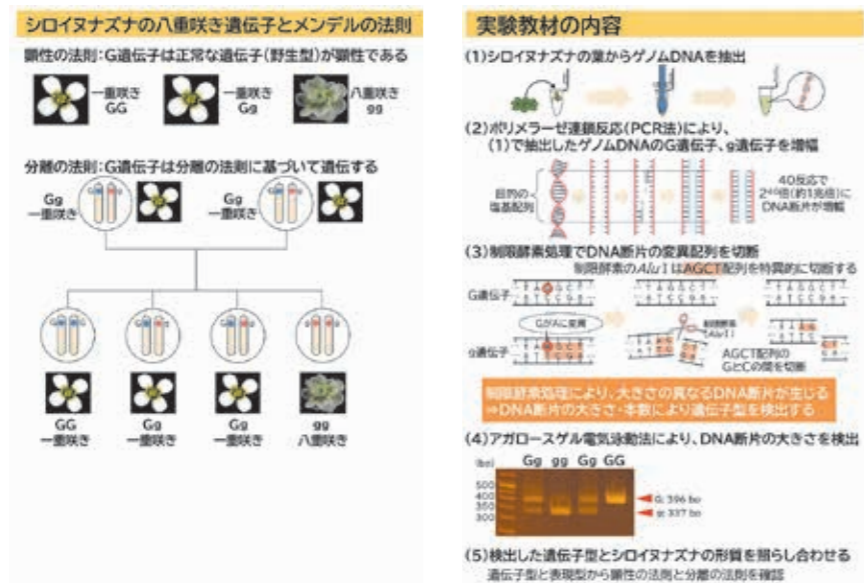 シロイヌナズナの八重咲き遺伝子とメンデルの法則
顕性の法則:G遺伝子は正常な遺伝子(野生型)が顕性である
一重咲き
GG
一重咲き
Gg
八重咲き
gg
分離の法則:G遺伝子は分離の法則に基づいて遺伝する
Gg
一重咲き
Gg
一重咲き
GG
一重咲き
Gg
一重咲き
Gg
一重咲き
gg
八重咲き
実験教材の内容
(1)シロイヌナズナの葉からゲノムDNAを抽出
(2)ポリメラーゼ連鎖反応(PCR法)により、
(1)で抽出したゲノムDNAのG遺伝子、g遺伝子を増幅
目的の
塩基配列
40反応で
2⁴⁰倍(約1兆倍)に
DNA断片が増幅
(3)制限酵素処理でDNA断片の変異配列を切断
制限酵素のAluⅠはAGCT配列を特異的に切断する
G遺伝子
GがAに変異
g遺伝子
制限酵素
(AluⅠ)
AGCT配列の
GとCの間を切断
制限酵素処理により、大きさの異なるDNA断片が生じる
⇒DNA断片の大きさ・本数により遺伝子型を検出する
(4)アガロースゲル電気泳動法により、DNA断片の大きさを検出
(bp) Gg gg Gg GG
500
400
350
300
G: 396 bp
g: 337 bp
(5)検出した遺伝子型とシロイヌナズナの形質を照らし合わせる
遺伝子型と表現型から顕性の法則と分離の法則を確認